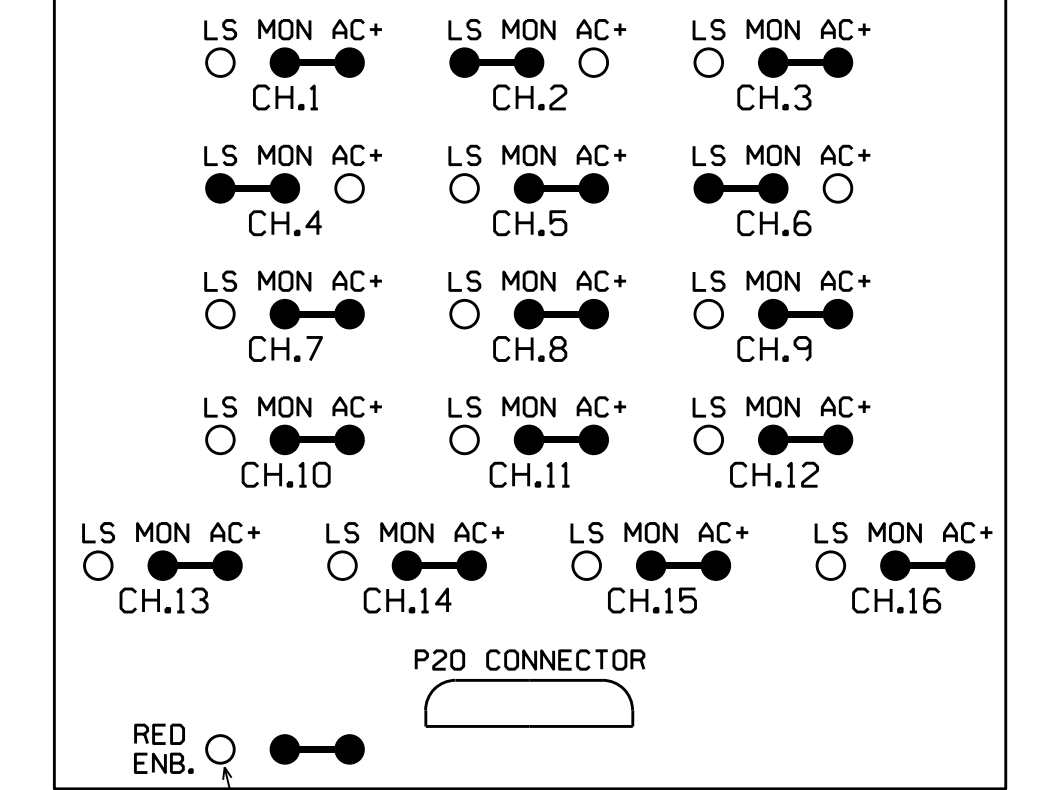 LS MON AC+ LS MON AC+ LS MON AC+
CH.1 CH.2 CH.3
LS MON AC+ LS MON AC+ LS MON AC+
CH.4 CH.5 CH.6
LS MON AC+ LS MON AC+ LS MON AC+
CH.7 CH.8 CH.9
LS MON AC+ LS MON AC+ LS MON AC+
CH.10 CH.11 CH.12
LS MON AC+ LS MON AC+ LS MON AC+ LS MON AC+
CH.13 CH.14 CH.15 CH.16
P20 CONNECTOR
RED
ENB.